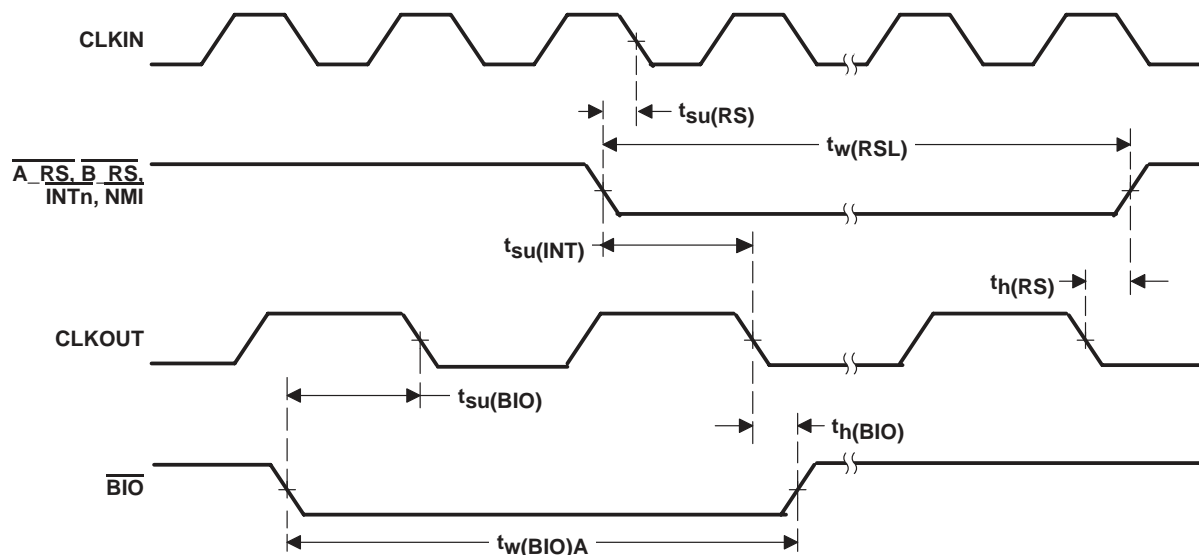 CLKIN
tsu(RS)
tw(RSL)
A_RS, B_RS,
INTn, NMI
tsu(INT)
th(RS)
CLKOUT
tsu(BIO)
th(BIO)
BIO
tw(BIO)A